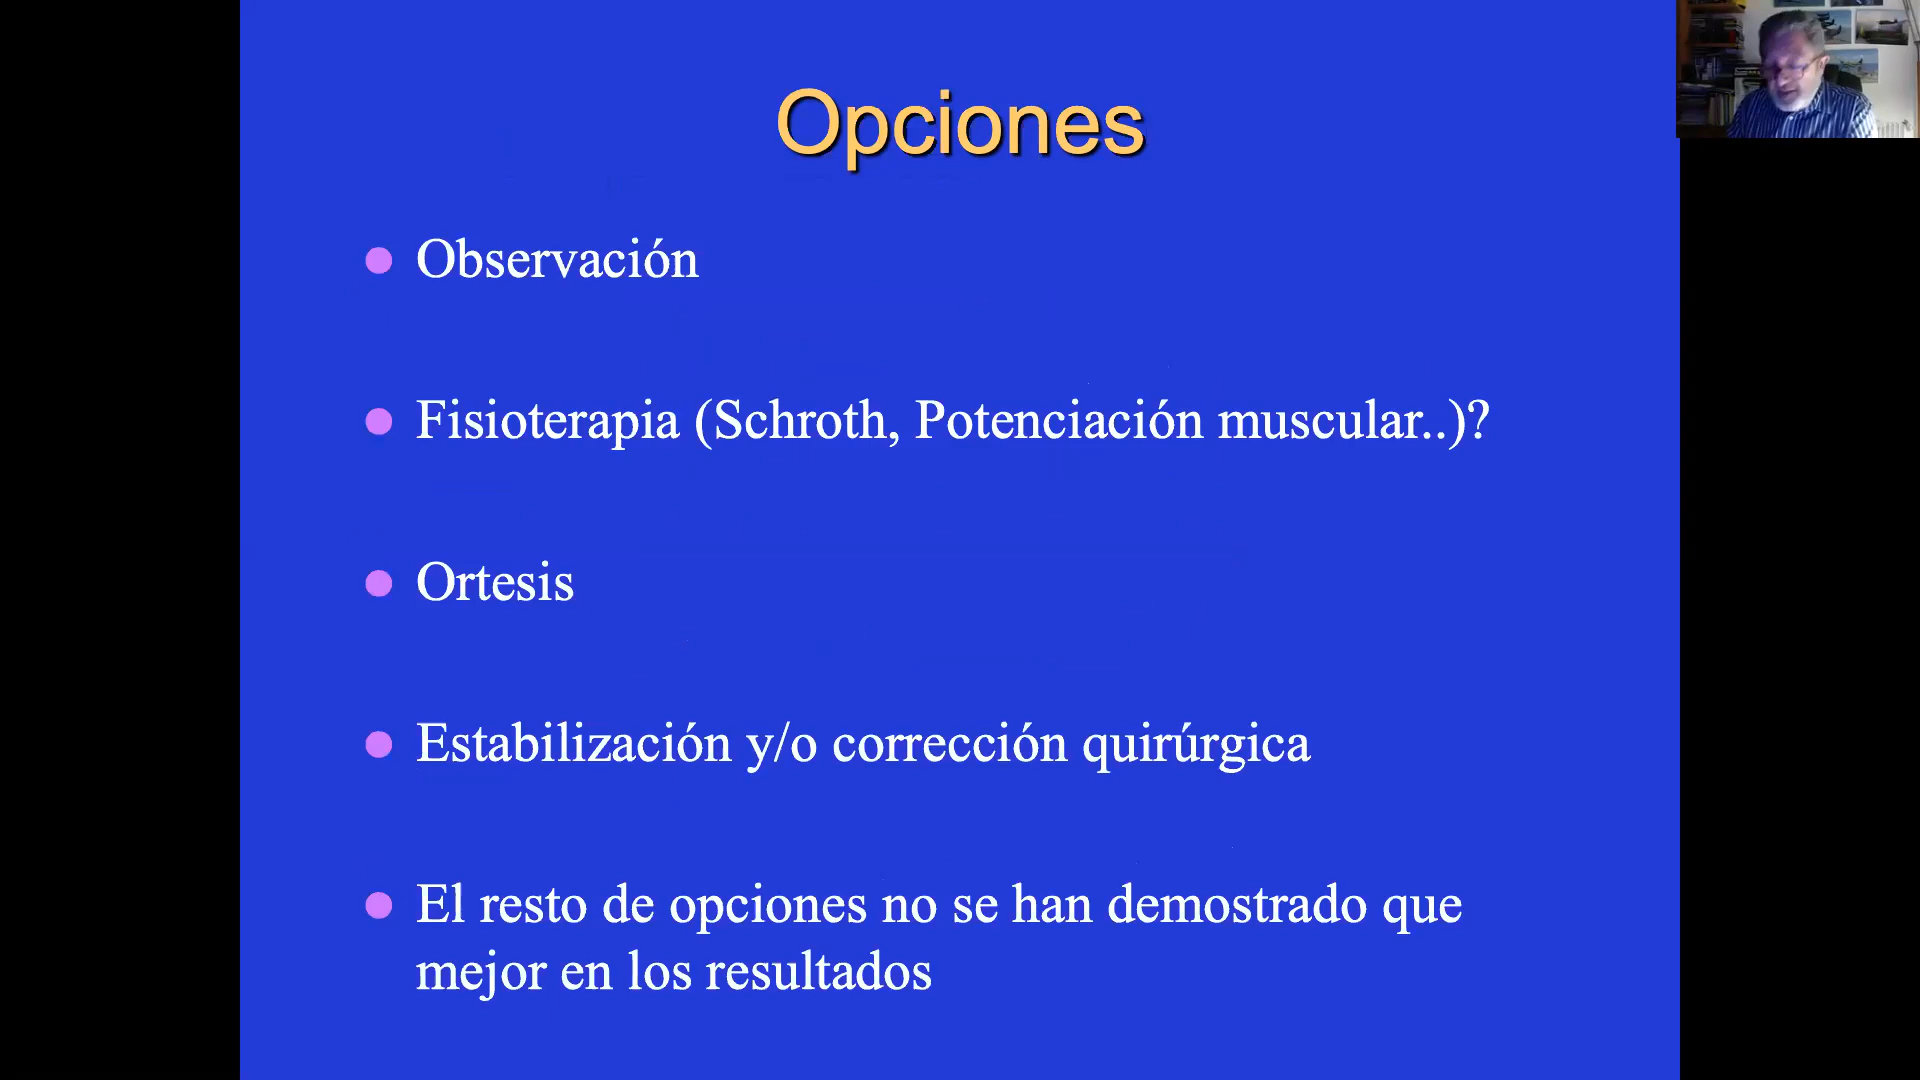 Opciones
Observación
Fisioterapia (Schroth, Potenciación muscular..)?
Ortesis
Estabilización y/o corrección quirúrgica
El resto de opciones no se han demostrado que
mejor en los resultados